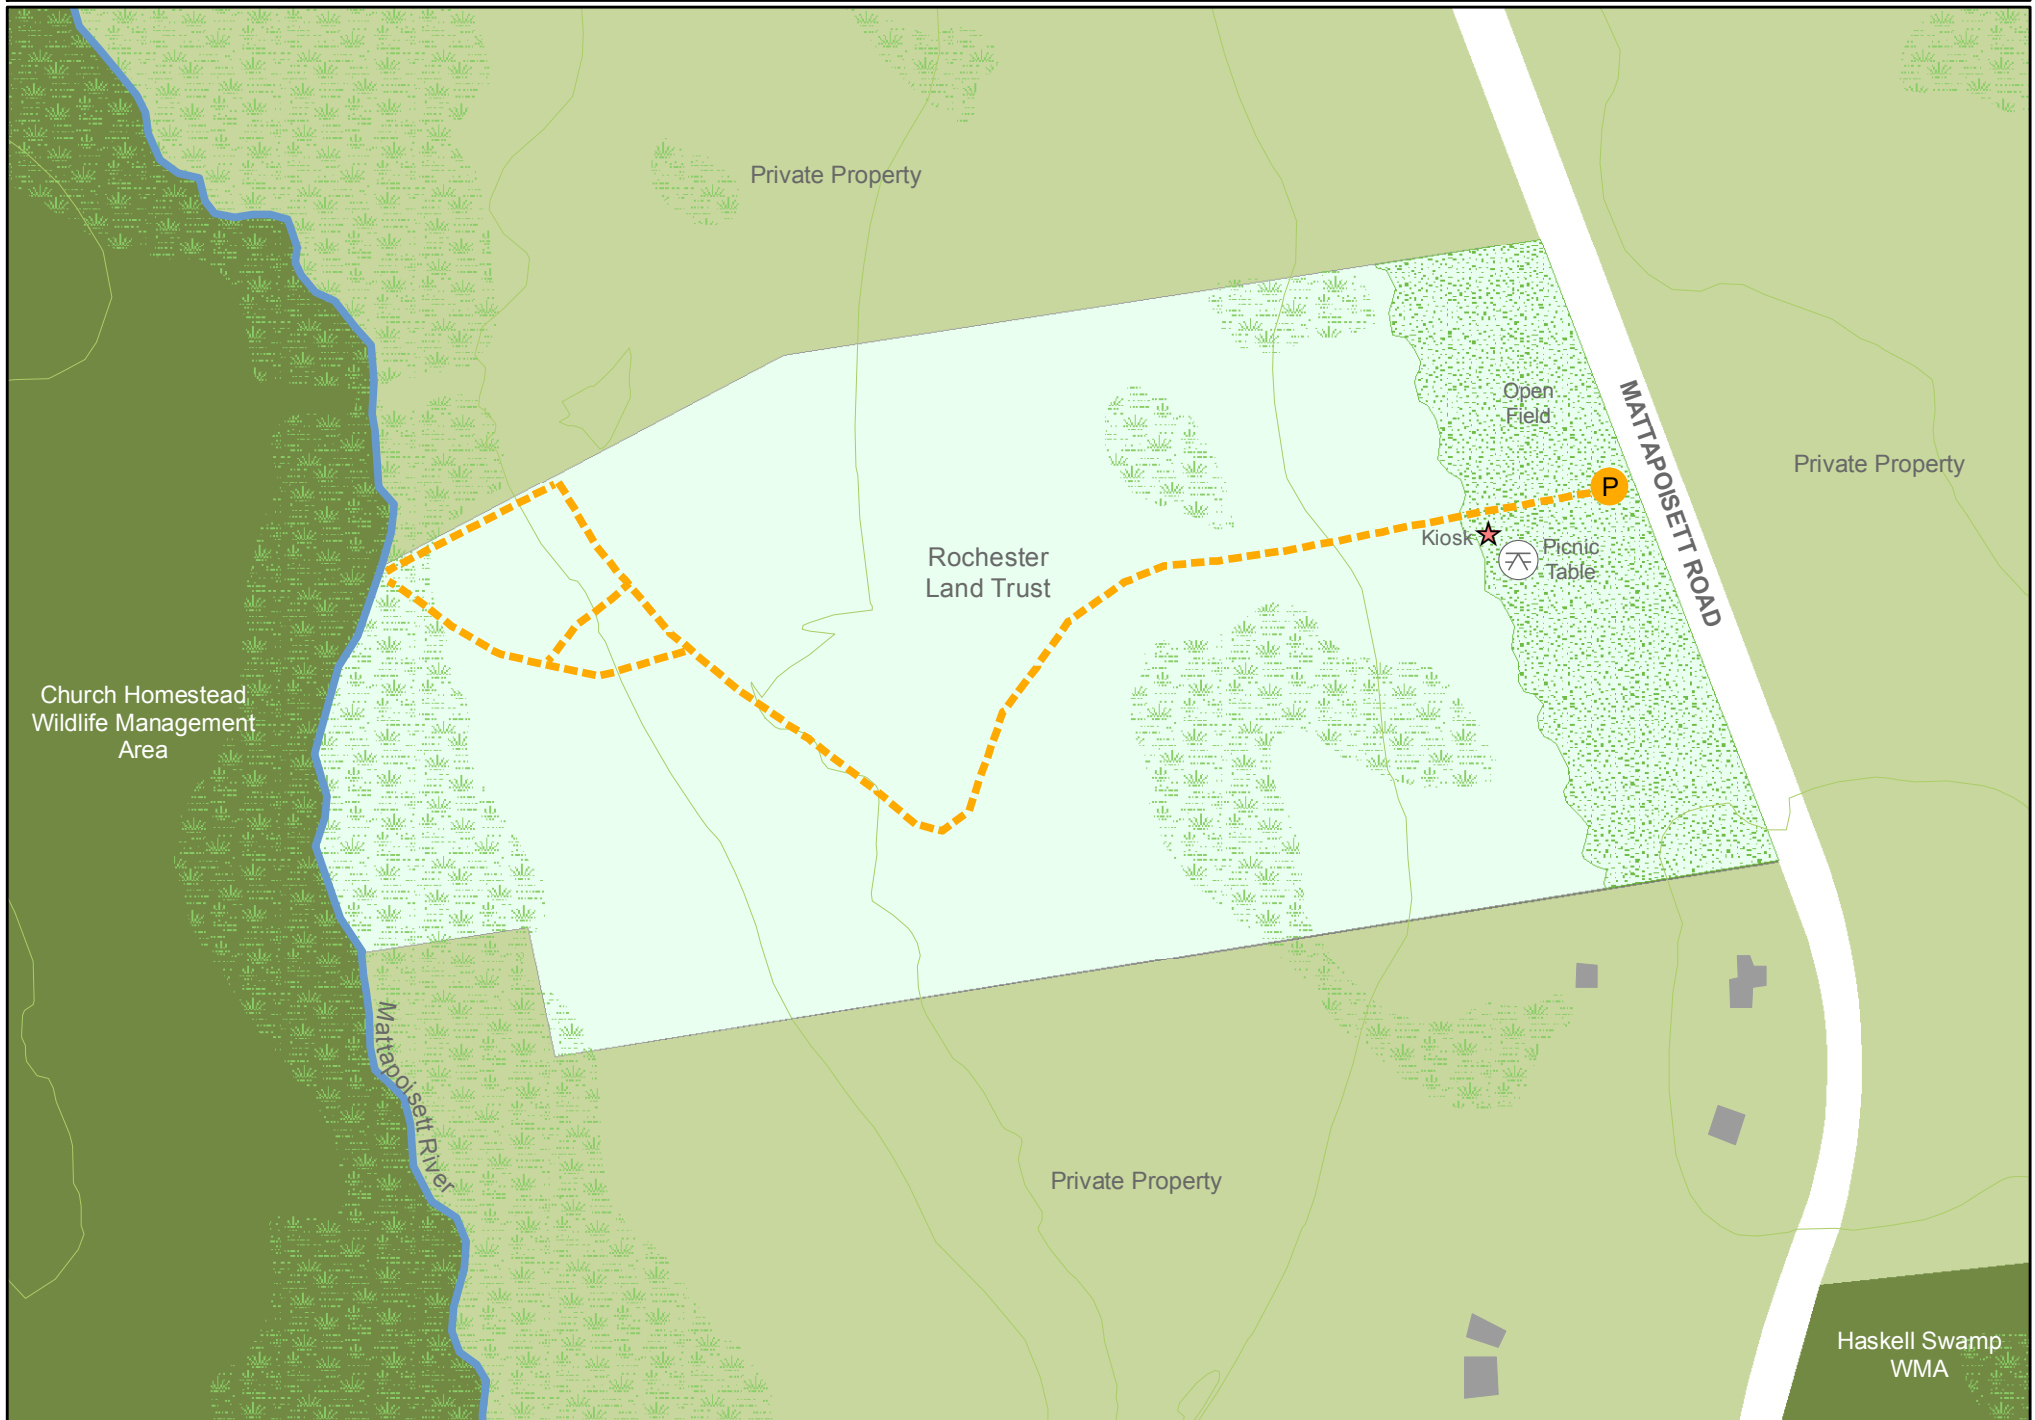 Private Property
Open
Field
MATTAPOISETT ROAD
Private Property
P
Rochester
Land Trust
Kiosk
Picnic
Table
Church Homestead
Wildlife Management
Area
Mattapoisett River
Private Property
Haskell Swamp
WMA